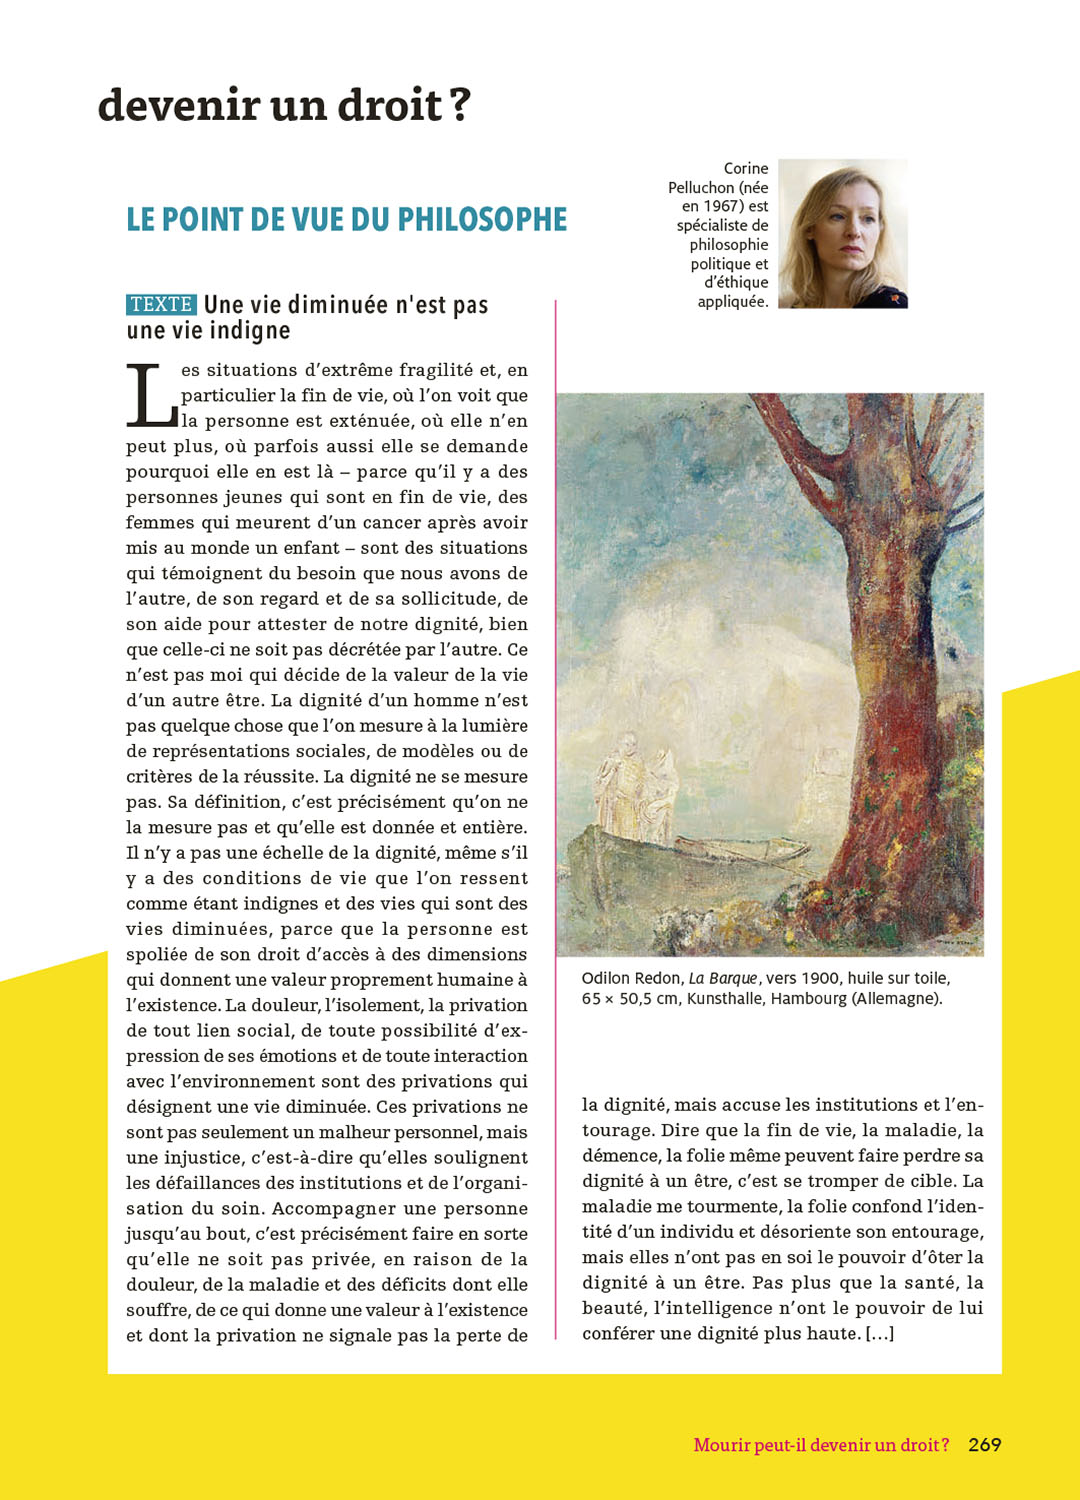 devenir un droit ?
LE POINT DE VUE DU PHILOSOPHE
Corine
Pelluchon (née
en 1967) est
spécialiste de
philosophie
politique et
d’éthique
appliquée.
TEXTE Une vie diminuée n'est pas
une vie indigne
Les situations d’extrême fragilité et, en
particulier la fin de vie, où l’on voit que
la personne est exténuée, où elle n’en
peut plus, où parfois aussi elle se demande
pourquoi elle en est là – parce qu’il y a des
personnes jeunes qui sont en fin de vie, des
femmes qui meurent d’un cancer après avoir
mis au monde un enfant – sont des situations
qui témoignent du besoin que nous avons de
l’autre, de son regard et de sa sollicitude, de
son aide pour attester de notre dignité, bien
que celle-ci ne soit pas décrétée par l’autre. Ce
n’est pas moi qui décide de la valeur de la vie
d’un autre être. La dignité d’un homme n’est
pas quelque chose que l’on mesure à la lumière
de représentations sociales, de modèles ou de
critères de la réussite. La dignité ne se mesure
pas. Sa définition, c’est précisément qu’on ne
la mesure pas et qu’elle est donnée et entière.
Il n’y a pas une échelle de la dignité, même s’il
y a des conditions de vie que l’on ressent
comme étant indignes et des vies qui sont des
vies diminuées, parce que la personne est
spoliée de son droit d’accès à des dimensions
qui donnent une valeur proprement humaine à
l’existence. La douleur, l’isolement, la privation
de tout lien social, de toute possibilité d’ex-
pression de ses émotions et de toute interaction
avec l’environnement sont des privations qui
désignent une vie diminuée. Ces privations ne
sont pas seulement un malheur personnel, mais
une injustice, c’est-à-dire qu’elles soulignent
les défaillances des institutions et de l’organi-
sation du soin. Accompagner une personne
jusqu’au bout, c’est précisément faire en sorte
qu’elle ne soit pas privée, en raison de la
douleur, de la maladie et des déficits dont elle
souffre, de ce qui donne une valeur à l’existence
et dont la privation ne signale pas la perte de
Odilon Redon, La Barque, vers 1900, huile sur toile,
65 × 50,5 cm, Kunsthalle, Hambourg (Allemagne).
la dignité, mais accuse les institutions et l’en-
tourage. Dire que la fin de vie, la maladie, la
démence, la folie même peuvent faire perdre sa
dignité à un être, c’est se tromper de cible. La
maladie me tourmente, la folie confond l’iden-
tité d’un individu et désoriente son entourage,
mais elles n’ont pas en soi le pouvoir d’ôter la
dignité à un être. Pas plus que la santé, la
beauté, l’intelligence n’ont le pouvoir de lui
conférer une dignité plus haute. […]
Mourir peut-il devenir un droit ? 269